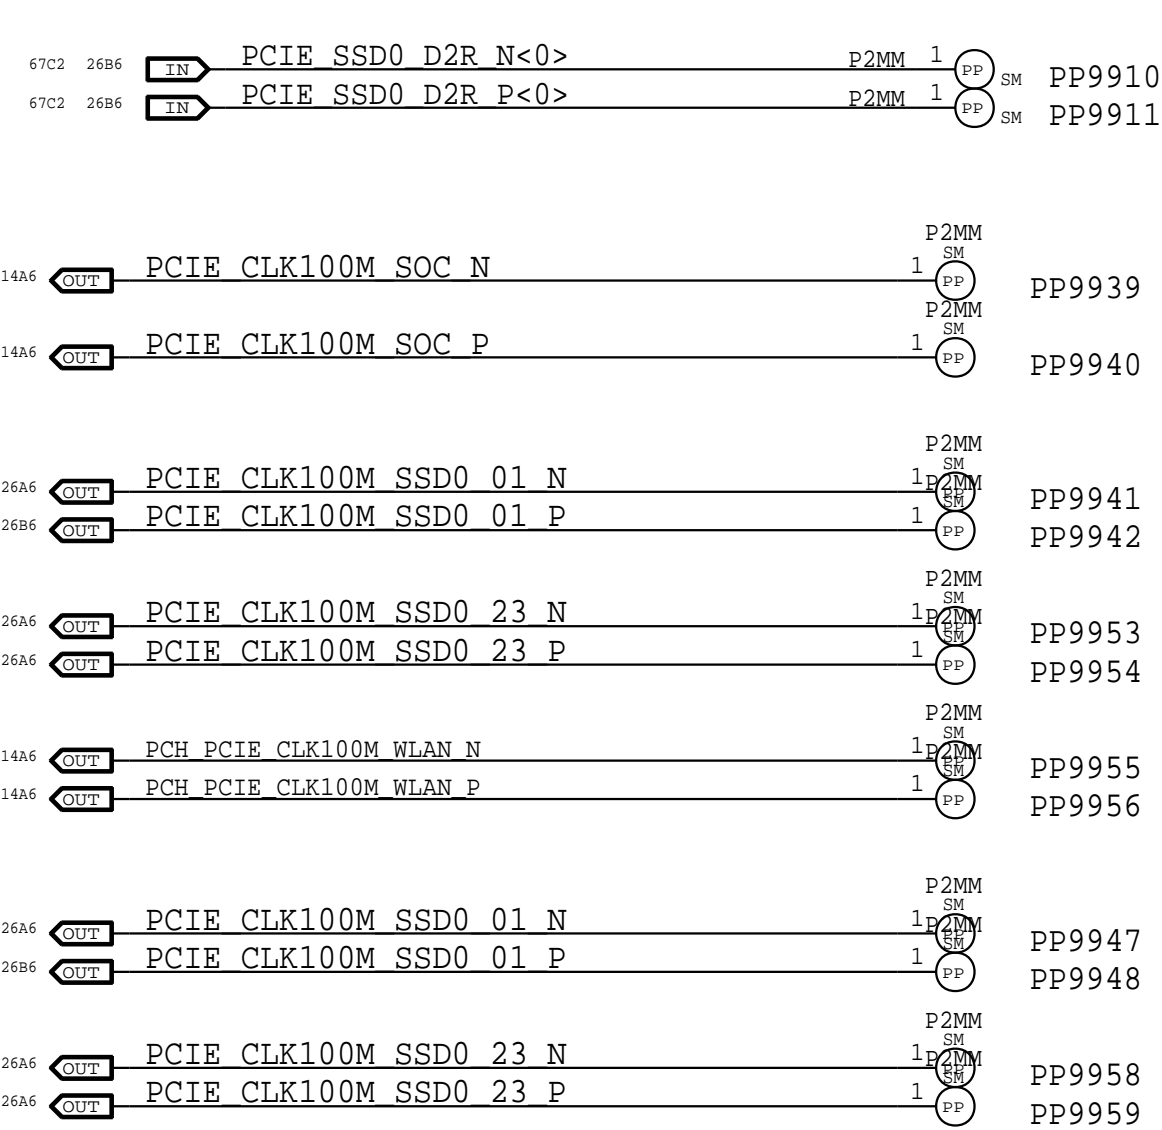 67C2 26B6 IN PCIE_SSD0_D2R_N<0> P2MM 1 PP SM PP9910
67C2 26B6 IN PCIE_SSD0_D2R_P<0> P2MM 1 PP SM PP9911
P2MM
SM
14A6 OUT PCIE_CLK100M_SOC_N 1 PP PP9939
P2MM
SM
14A6 OUT PCIE_CLK100M_SOC_P 1 PP PP9940
P2MM
SM
26A6 OUT PCIE_CLK100M_SSD0_01_N 1 PP PP9941
P2MM
SM
26B6 OUT PCIE_CLK100M_SSD0_01_P 1 PP PP9942
P2MM
SM
26A6 OUT PCIE_CLK100M_SSD0_23_N 1 PP PP9953
P2MM
SM
26A6 OUT PCIE_CLK100M_SSD0_23_P 1 PP PP9954
P2MM
SM
14A6 OUT PCH_PCIE_CLK100M_WLAN_N 1 PP PP9955
P2MM
SM
14A6 OUT PCH_PCIE_CLK100M_WLAN_P 1 PP PP9956
P2MM
SM
26A6 OUT PCIE_CLK100M_SSD0_01_N 1 PP PP9947
P2MM
SM
26B6 OUT PCIE_CLK100M_SSD0_01_P 1 PP PP9948
P2MM
SM
26A6 OUT PCIE_CLK100M_SSD0_23_N 1 PP PP9958
P2MM
SM
26A6 OUT PCIE_CLK100M_SSD0_23_P 1 PP PP9959